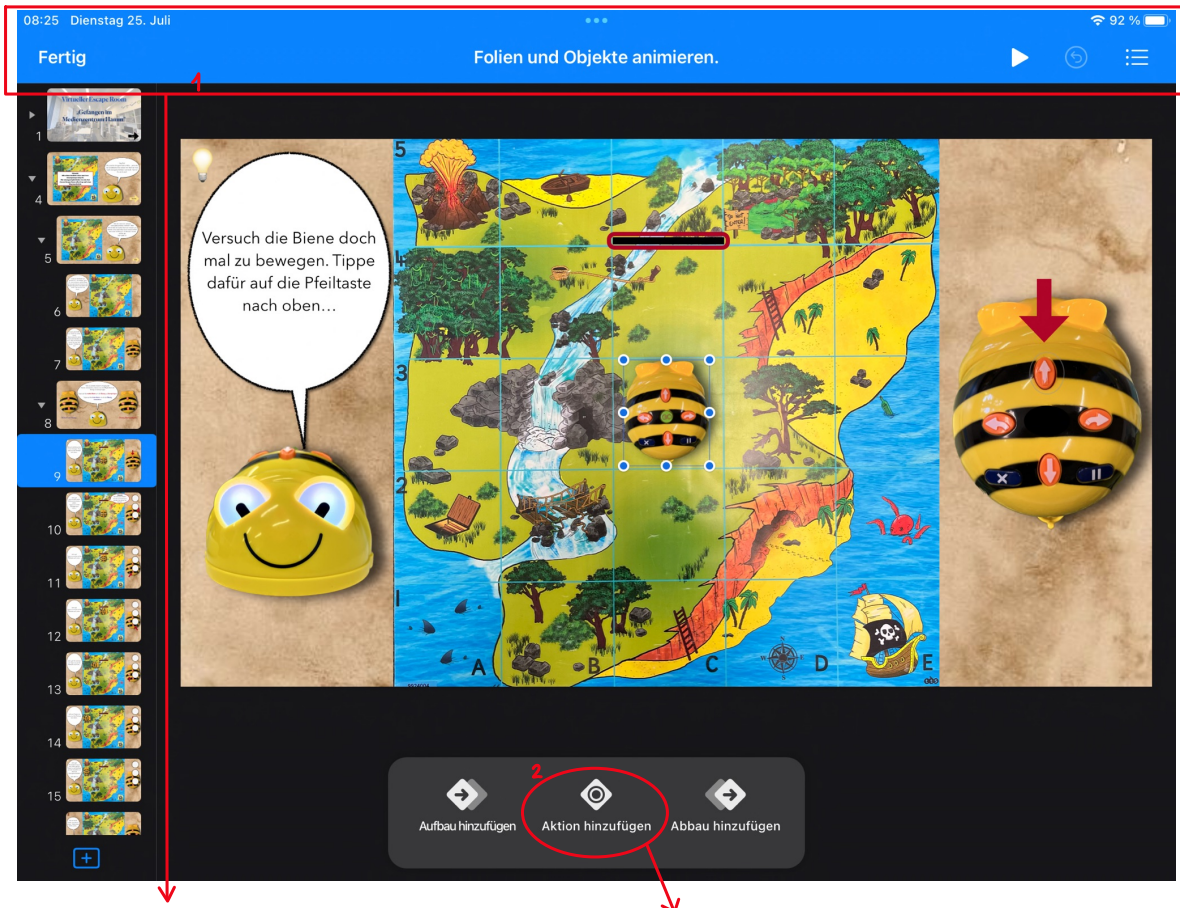 08:25 Dienstag 25. Juli
92 %
Fertig
Folien und Objekte animieren.
1
Virtueller Escape Room
„Gefangen im
Medienzentrum Hamm“
1
4
5
6
7
8
9
10
11
12
13
14
15
Versuch die Biene doch
mal zu bewegen. Tippe
dafür auf die Pfeiltaste
nach oben…
5
4
3
2
1
A
B
C
D
E
2
Aufbau hinzufügen
Aktion hinzufügen
Abbau hinzufügen